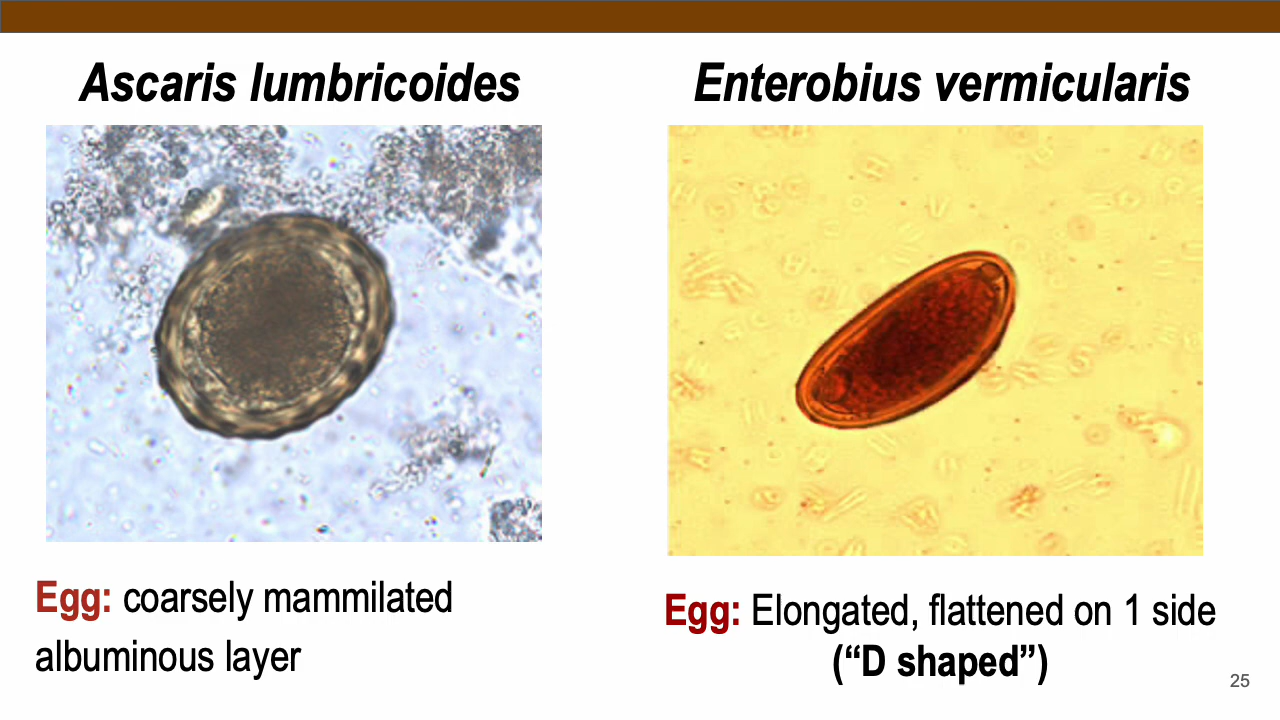 Ascaris lumbricoides
Enterobius vermicularis
Egg: coarsely mammilated
albuminous layer
Egg: Elongated, flattened on 1 side
(“D shaped”)
25